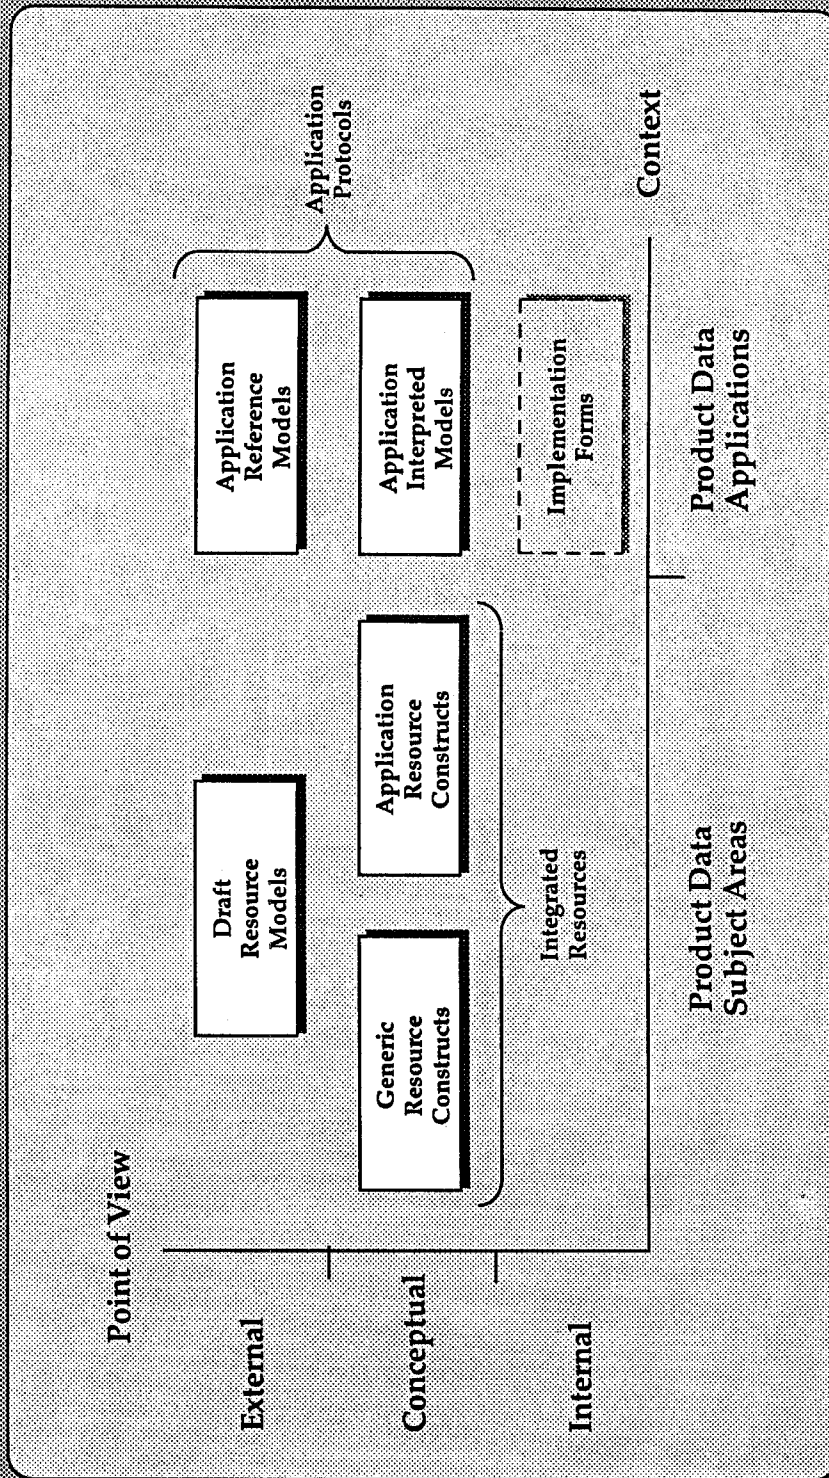 Point of View
External
Conceptual
Internal
Draft
Resource
Models
Application
Reference
Models
Application
Protocols
Generic
Resource
Constructs
Application
Resource
Constructs
Application
Interpreted
Models
Integrated
Resources
Implementation
Forms
Context
Product Data
Subject Areas
Product Data
Applications